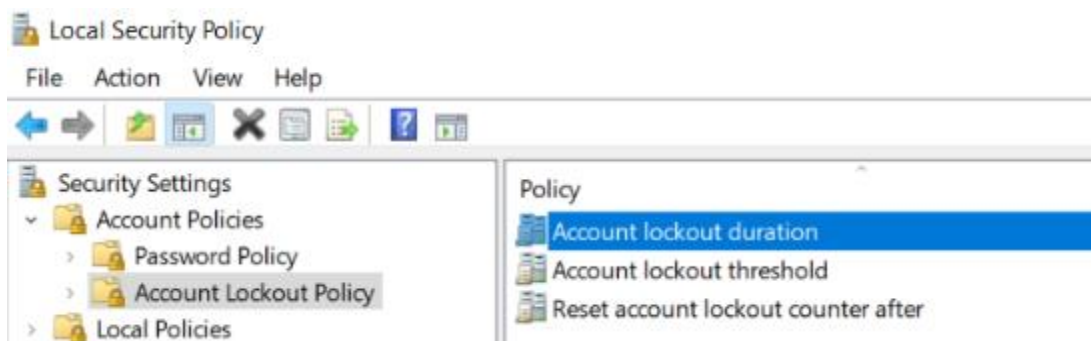 Local Security Policy
File Action View Help
Security Settings
Policy
Account Policies
Account lockout duration
Password Policy
Account lockout threshold
Account Lockout Policy
Reset account lockout counter after
Local Policies